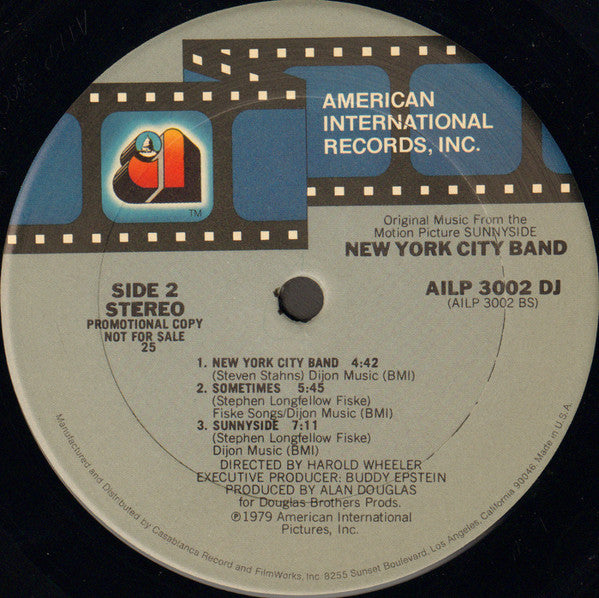 AMERICAN
INTERNATIONAL
RECORDS, INC.
TM
Original Music From the
Motion Picture SUNNYSIDE
NEW YORK CITY BAND
SIDE 2
STEREO
PROMOTIONAL COPY
NOT FOR SALE
25
AILP 3002 DJ
(AILP 3002 BS)
1. NEW YORK CITY BAND 4:42
(Steven Stahns) Dijon Music (BMI)
2. SOMETIMES 5:45
(Stephen Longfellow Fiske)
Fiske Songs/Dijon Music (BMI)
3. SUNNYSIDE 7:11
(Stephen Longfellow Fiske)
Dijon Music (BMI)
DIRECTED BY HAROLD WHEELER
EXECUTIVE PRODUCER: BUDDY EPSTEIN
PRODUCED BY ALAN DOUGLAS
for Douglas Brothers Prods.
℗1979 American International
Pictures, Inc.
Manufactured and Distributed by Casablanca Record and FilmWorks, Inc. 8255 Sunset Boulevard, Los Angeles, California 90046. Made in U.S.A.